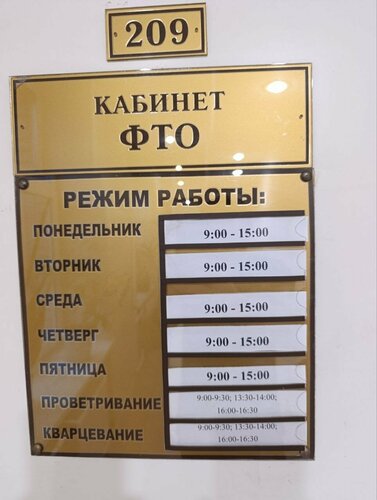 209
КАБИНЕТ
ФТО
РЕЖИМ РАБОТЫ:
ПОНЕДЕЛЬНИК 9:00 - 15:00
ВТОРНИК 9:00 - 15:00
СРЕДА 9:00 - 15:00
ЧЕТВЕРГ 9:00 - 15:00
ПЯТНИЦА 9:00 - 15:00
ПРОВЕТРИВАНИЕ 9:00-9:30; 13:30-14:00;
16:00-16:30
КВАРЦЕВАНИЕ 9:00-9:30; 13:30-14:00;
16:00-16:30